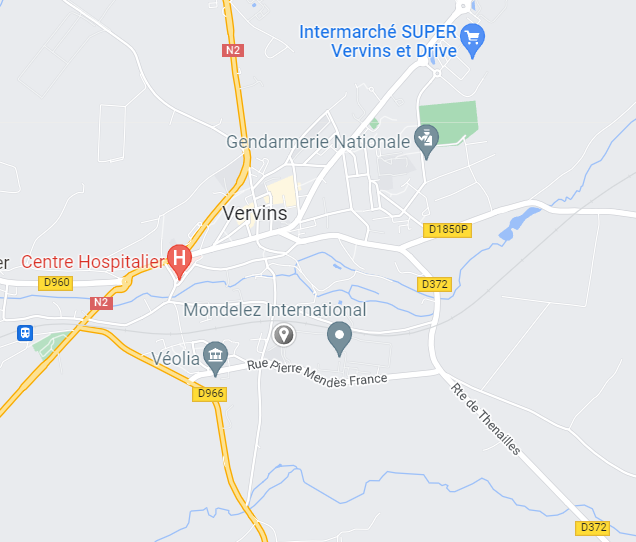 Intermarché SUPER
Vervins et Drive
N2
Gendarmerie Nationale
Vervins
D1850P
er
Centre Hospitalier
H
D960
D372
N2
Mondelez International
Véolia
Rue Pierre Mendès France
D966
Rte de Thenailles
D372